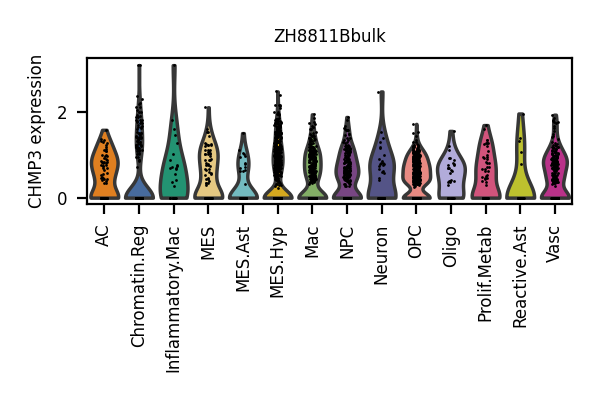 ZH8811Bbulk
CHMP3 expression
2
0
AC
Chromatin.Reg
Inflammatory.Mac
MES
MES.Ast
MES.Hyp
Mac
NPC
Neuron
OPC
Oligo
Prolif.Metab
Reactive.Ast
Vasc